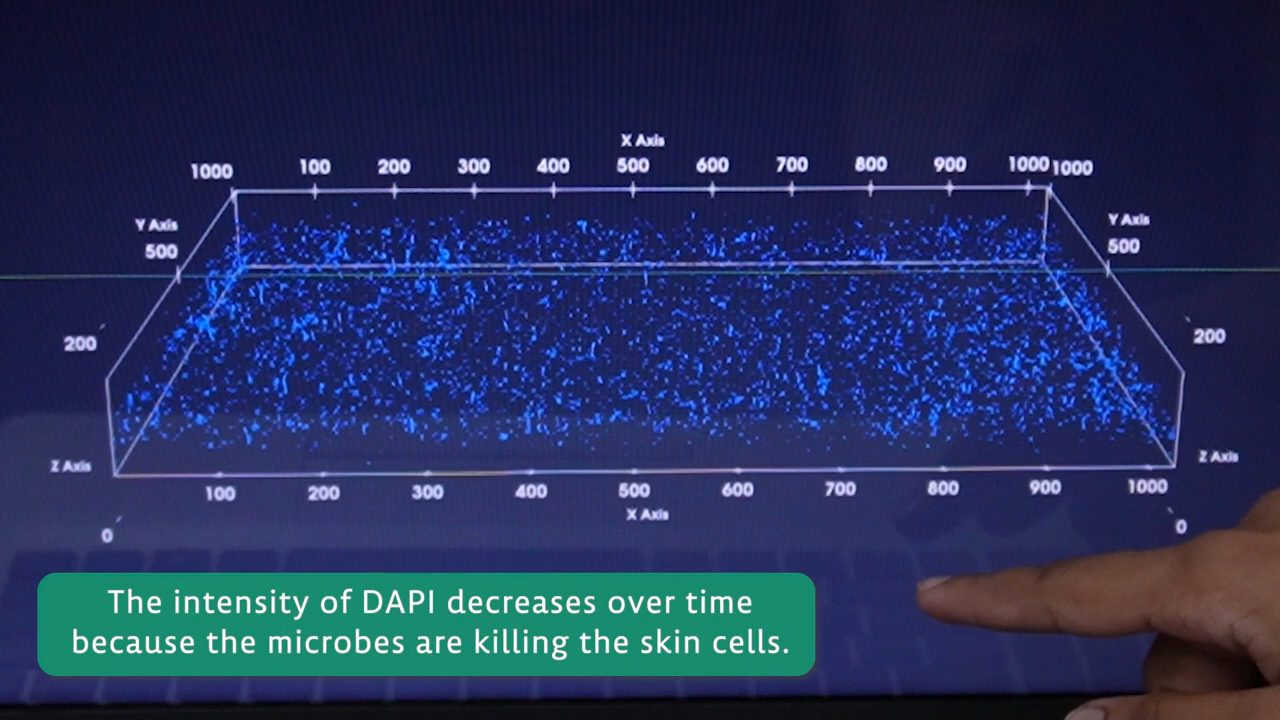 X Axis
1000 100 200 300 400 500 600 700 800 900 1000 1000
Y Axis Y Axis
500 500
200 200
Z Axis Z Axis
100 200 300 400 500 600 700 800 900 1000
X Axis
0 0
The intensity of DAPI decreases over time
because the microbes are killing the skin cells.